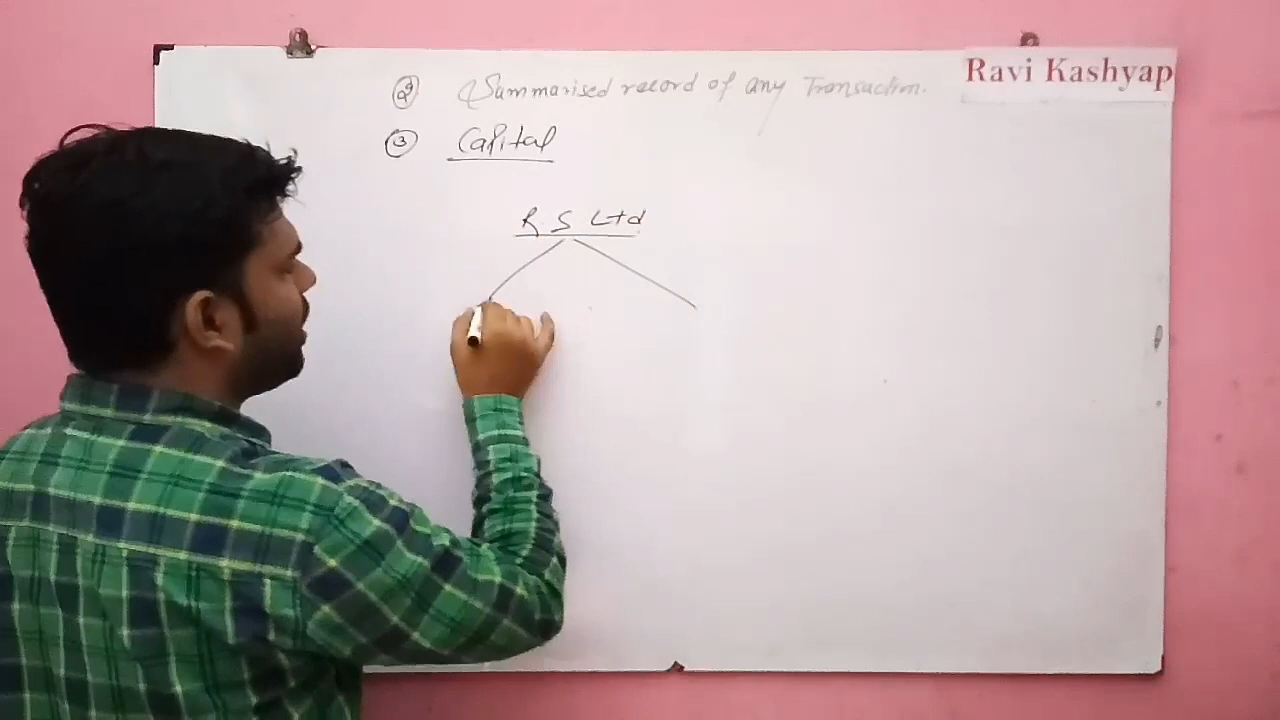 Ravi Kashyap
② Summarised record of any Transaction.
③ Capital
R.S Ltd